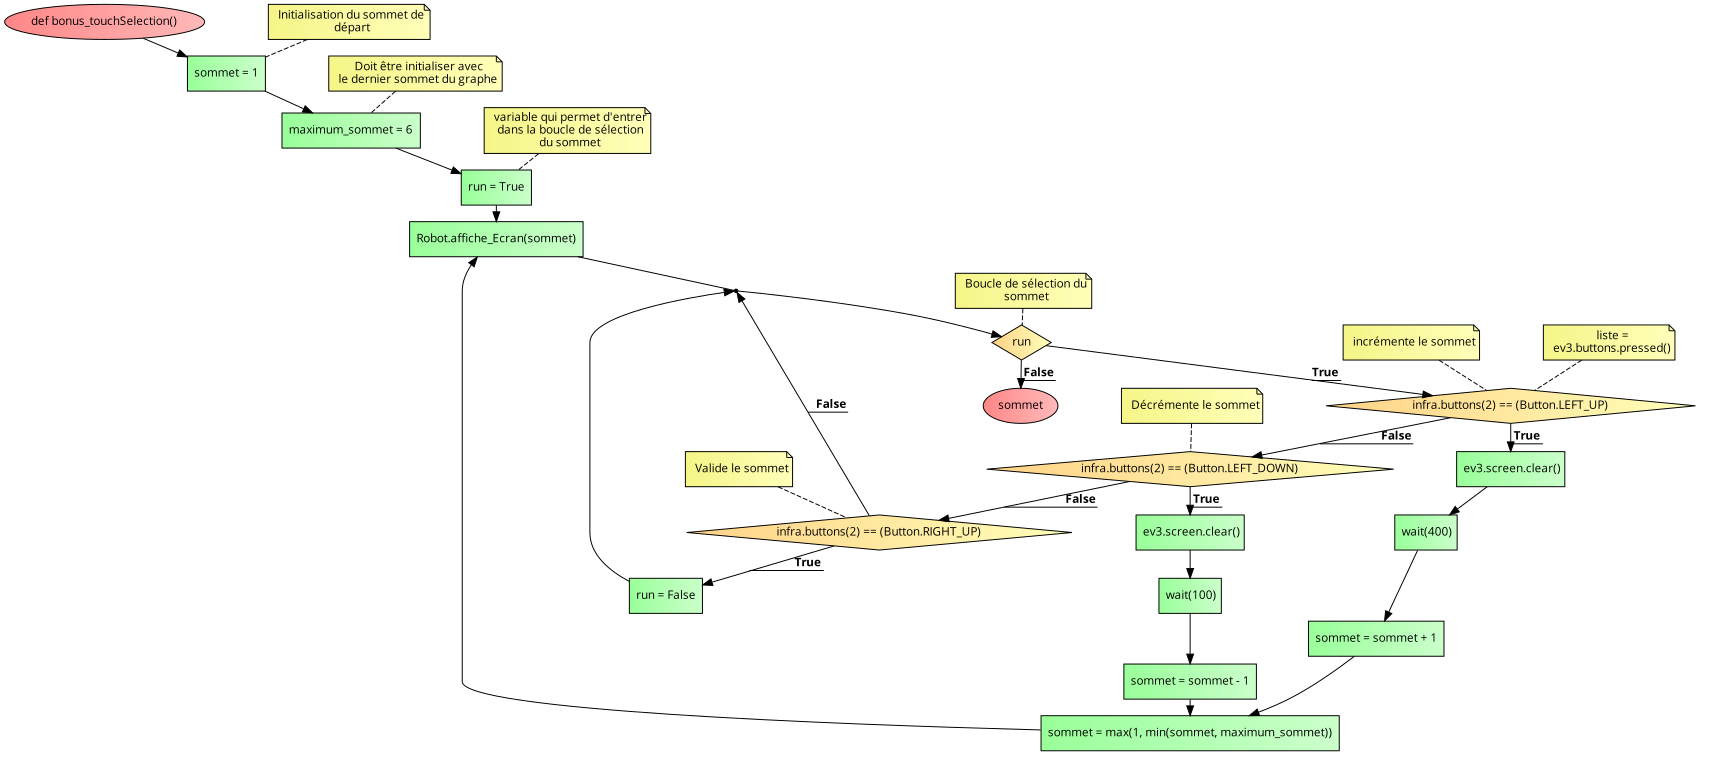 def bonus_touchSelection()
Initialisation du sommet de
départ
sommet = 1
Doit être initialiser avec
le dernier sommet du graphe
maximum_sommet = 6
variable qui permet d'entrer
dans la boucle de sélection
du sommet
run = True
Robot.affiche_Ecran(sommet)
Boucle de sélection du
sommet
run
False
True
sommet
incrémente le sommet
liste =
ev3.buttons.pressed()
infra.buttons(2) == (Button.LEFT_UP)
False
True
Décrémente le sommet
infra.buttons(2) == (Button.LEFT_DOWN)
ev3.screen.clear()
False
True
False
Valide le sommet
infra.buttons(2) == (Button.RIGHT_UP)
ev3.screen.clear()
wait(400)
True
run = False
wait(100)
sommet = sommet + 1
sommet = sommet - 1
sommet = max(1, min(sommet, maximum_sommet))